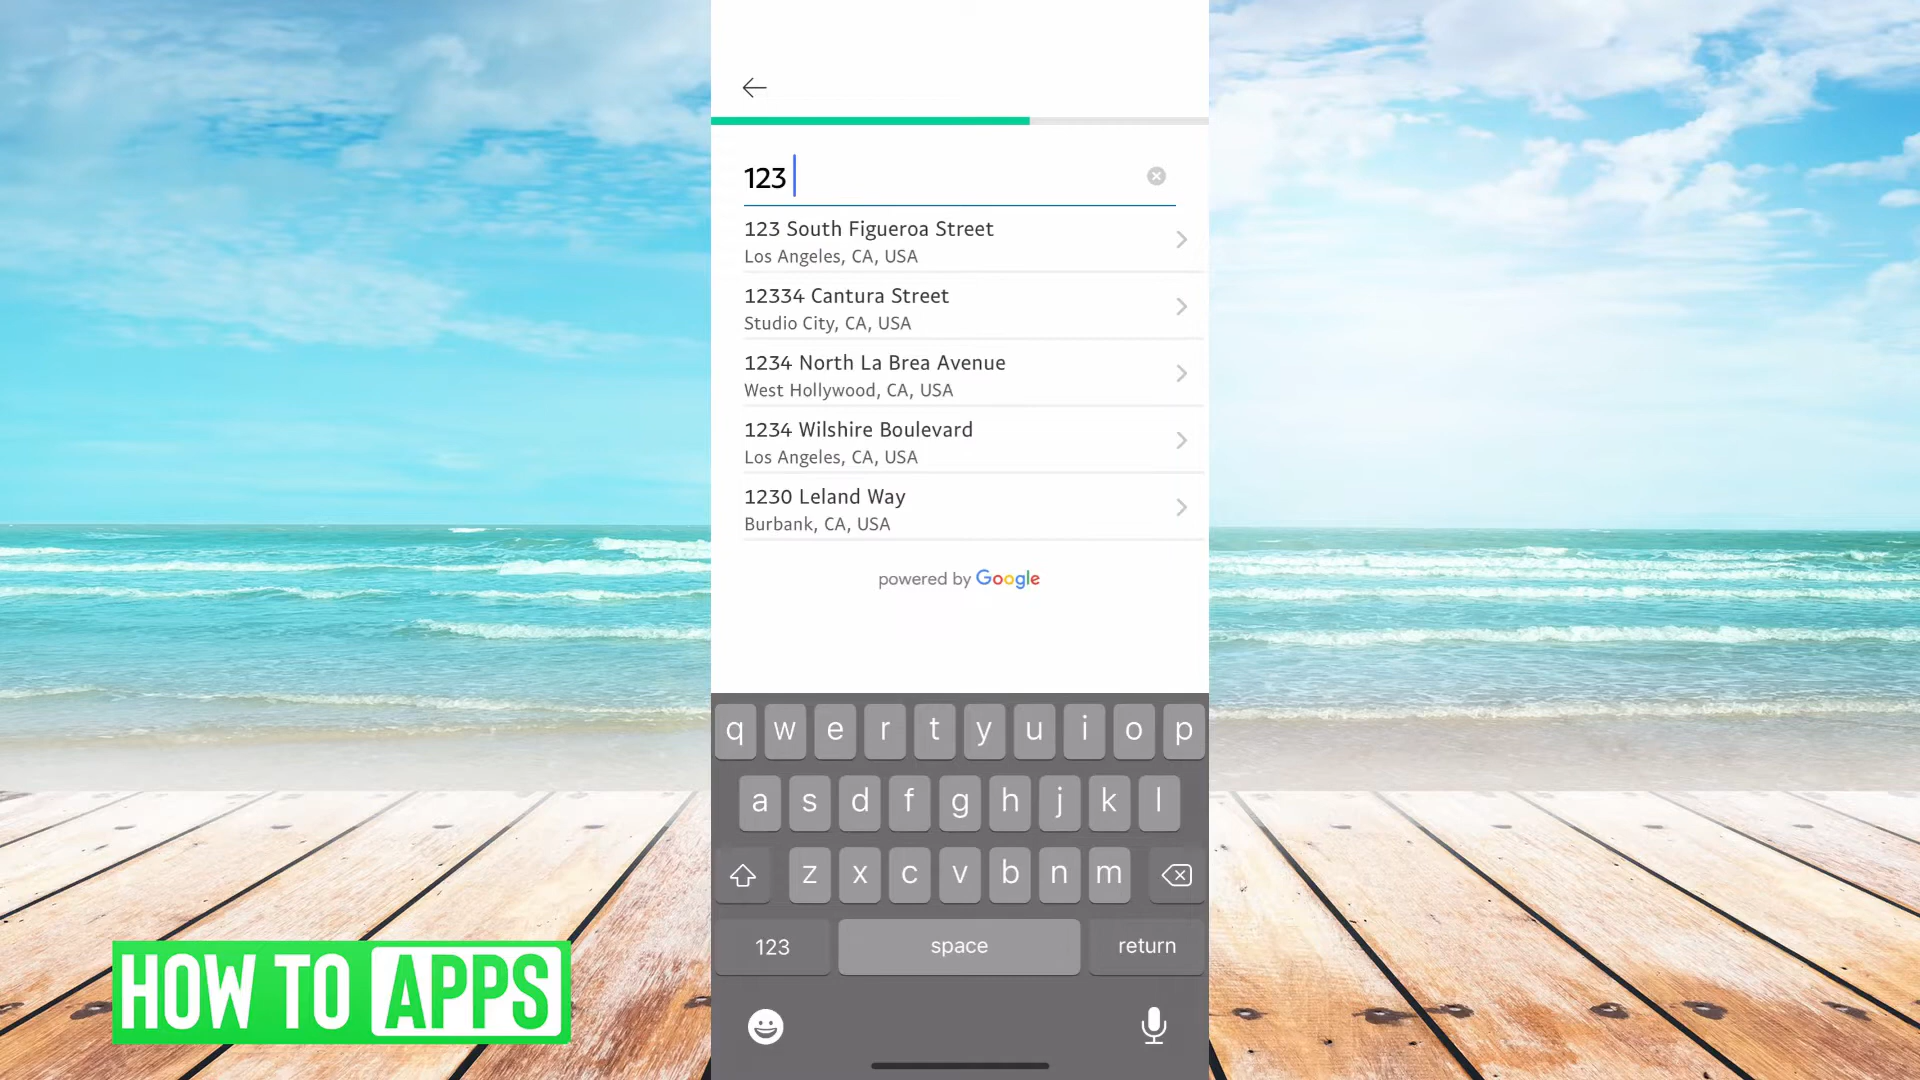 123
123 South Figueroa Street
Los Angeles, CA, USA
12334 Cantura Street
Studio City, CA, USA
1234 North La Brea Avenue
West Hollywood, CA, USA
1234 Wilshire Boulevard
Los Angeles, CA, USA
1230 Leland Way
Burbank, CA, USA
powered by Google
q w e r t y u i o p
a s d f g h j k l
z x c v b n m
123 space return
HOW TO APPS